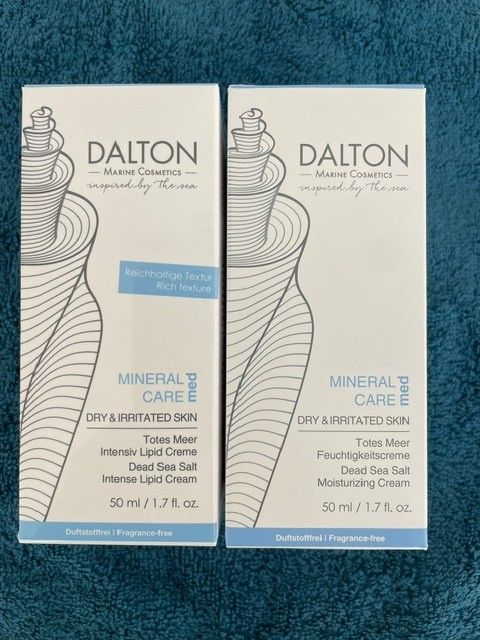 DALTON
MARINE COSMETICS
inspired by the sea
Reichhaltige Textur
Rich texture
MINERAL
CARE med
DRY & IRRITATED SKIN
Totes Meer
Intensiv Lipid Creme
Dead Sea Salt
Intense Lipid Cream
50 ml / 1.7 fl. oz.
Duftstofffrei | Fragrance-free
DALTON
MARINE COSMETICS
inspired by the sea
MINERAL
CARE med
DRY & IRRITATED SKIN
Totes Meer
Feuchtigkeitscreme
Dead Sea Salt
Moisturizing Cream
50 ml / 1.7 fl. oz.
Duftstofffrei | Fragrance-free